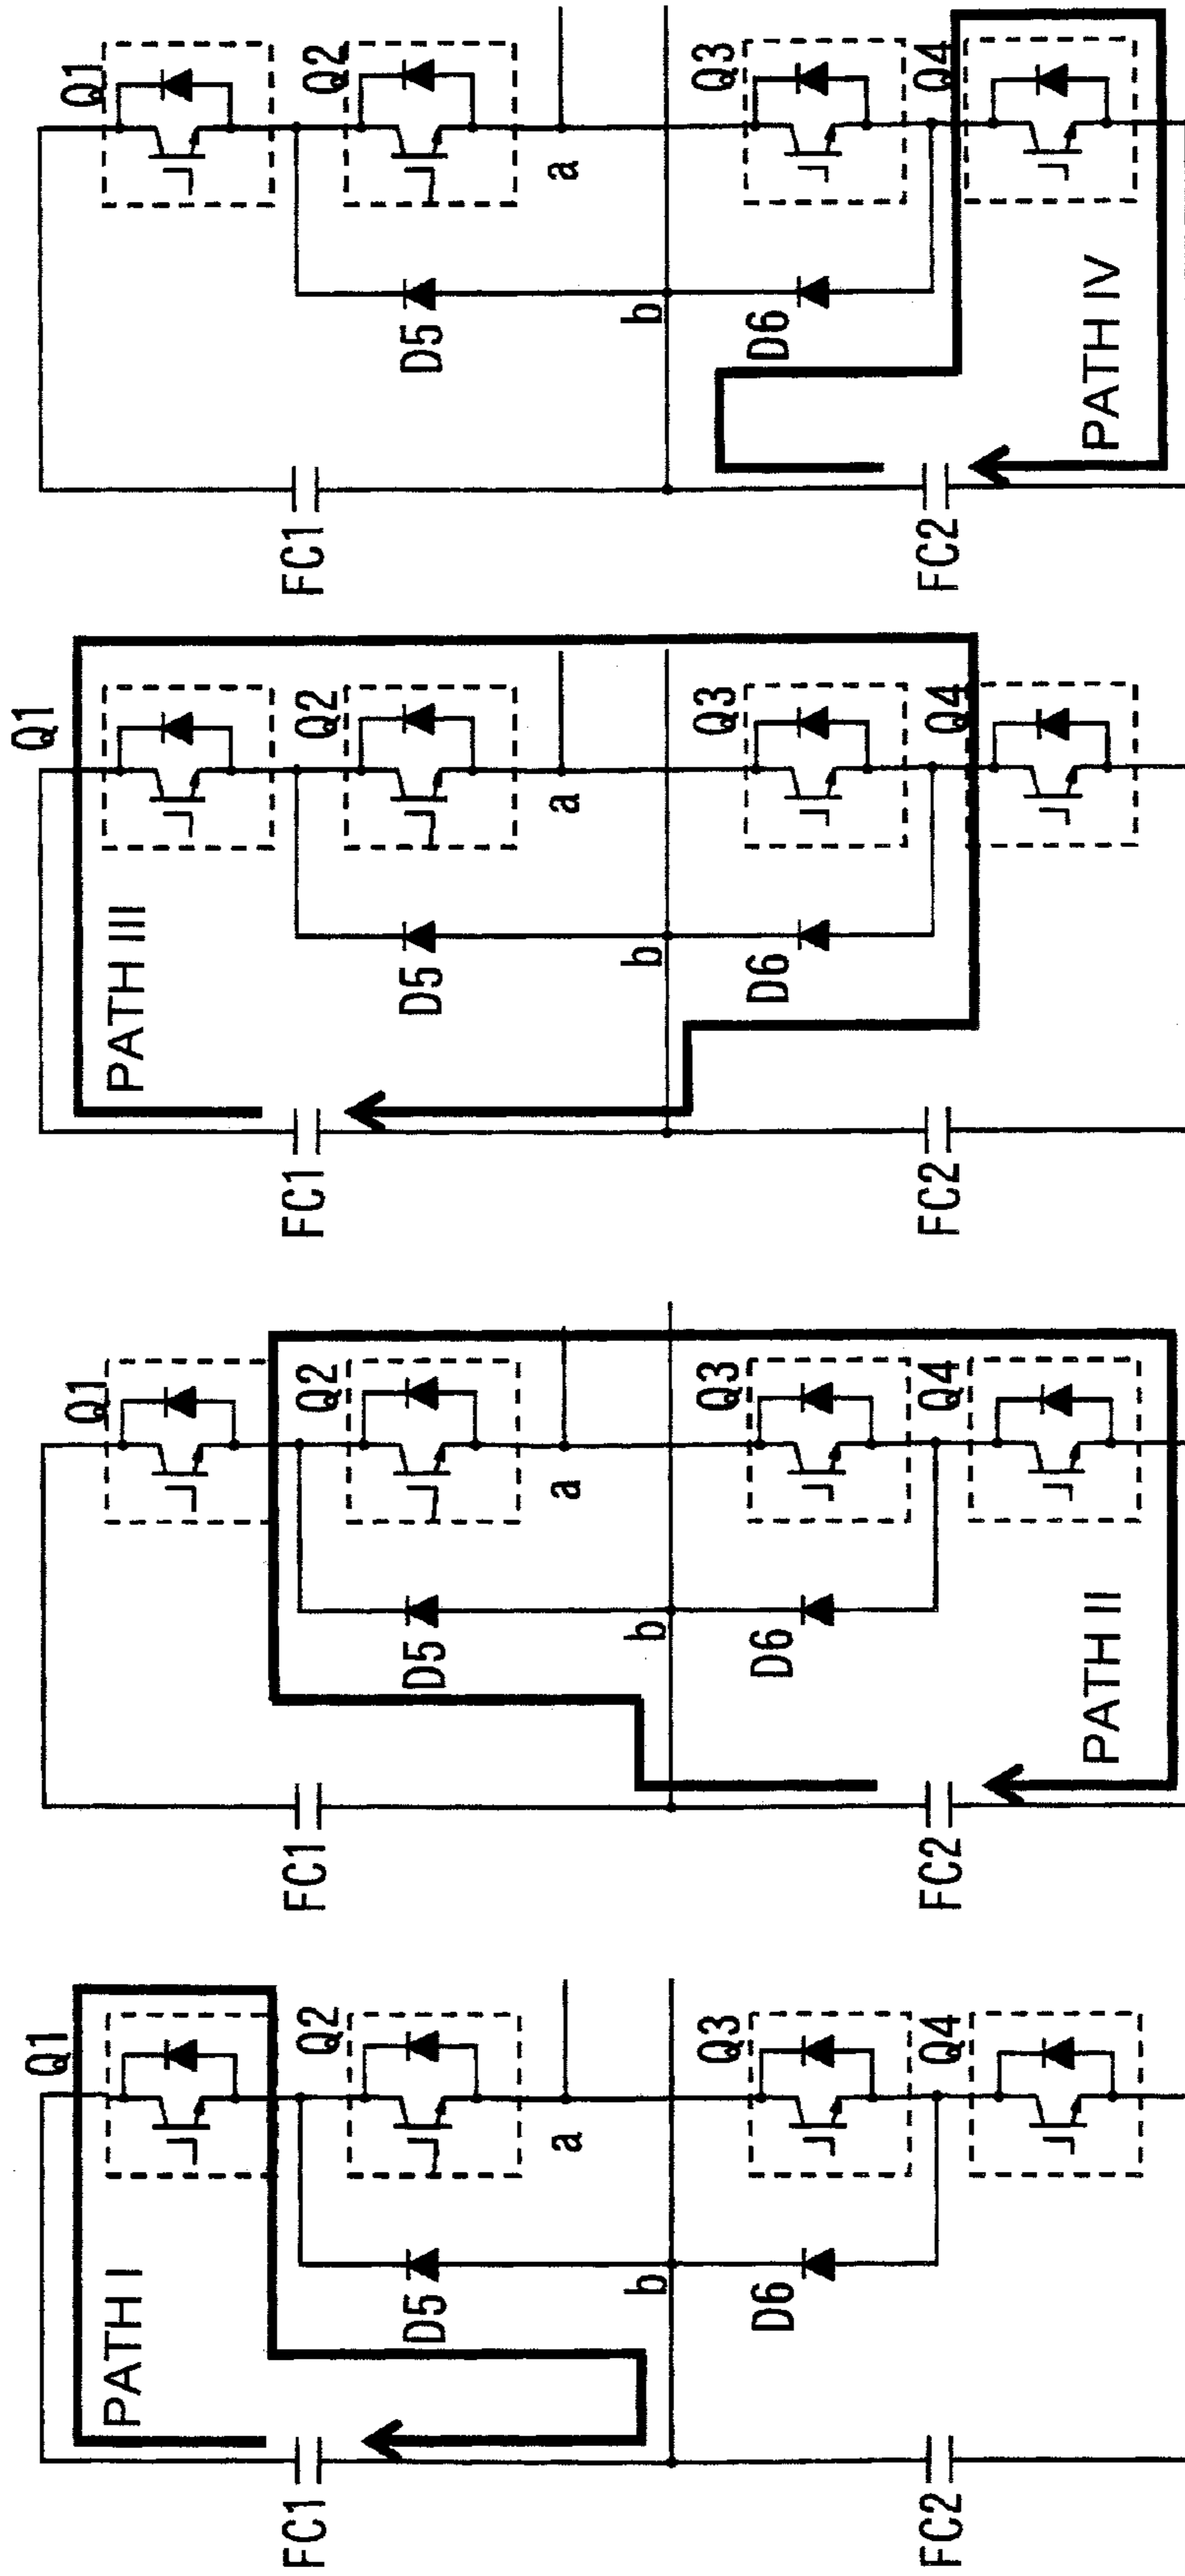 Q1
PATH I
FC1
Q2
D5
a
b
Q3
D6
FC2
Q4
Q1
FC1
Q2
D5
a
b
Q3
D6
FC2
Q4
PATH II
Q1
PATH III
FC1
Q2
D5
a
b
Q3
D6
FC2
Q4
Q1
FC1
Q2
D5
a
b
Q3
D6
FC2
Q4
PATH IV